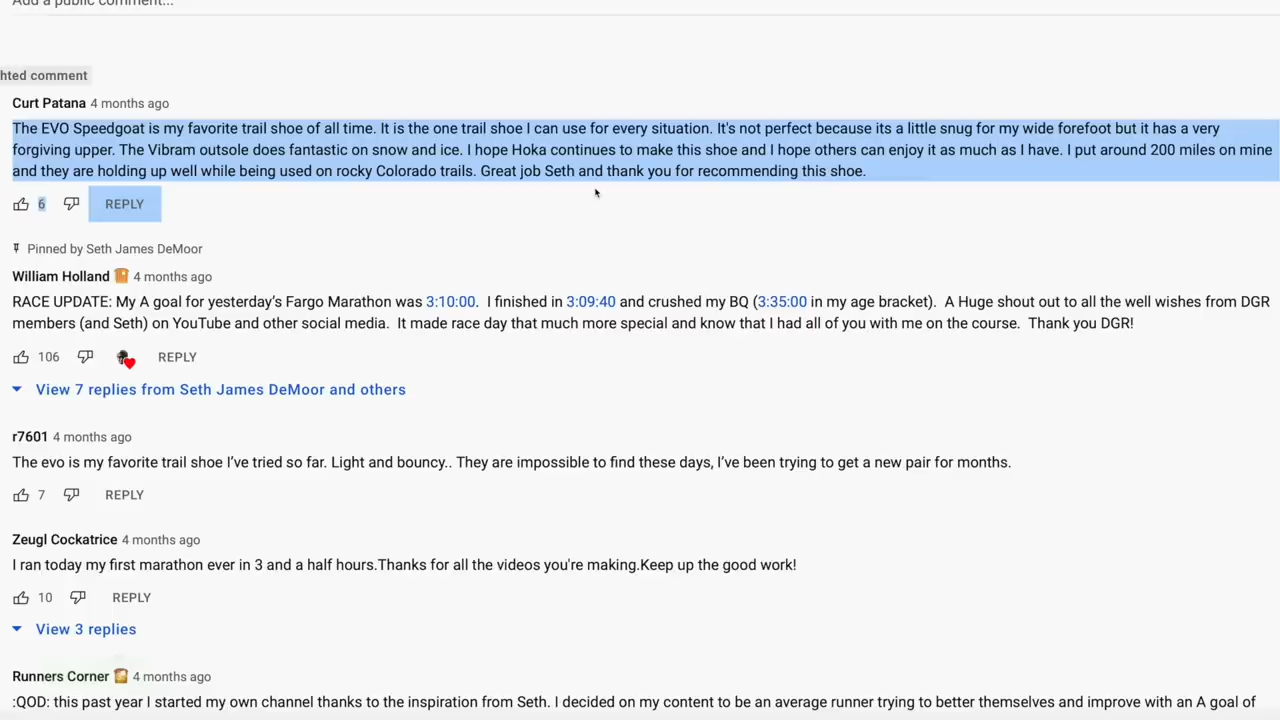 Add a public comment...
hted comment
Curt Patana 4 months ago
The EVO Speedgoat is my favorite trail shoe of all time. It is the one trail shoe I can use for every situation. It's not perfect because its a little snug for my wide forefoot but it has a very
forgiving upper. The Vibram outsole does fantastic on snow and ice. I hope Hoka continues to make this shoe and I hope others can enjoy it as much as I have. I put around 200 miles on mine
and they are holding up well while being used on rocky Colorado trails. Great job Seth and thank you for recommending this shoe.
6 REPLY
Pinned by Seth James DeMoor
William Holland 4 months ago
RACE UPDATE: My A goal for yesterday's Fargo Marathon was 3:10:00. I finished in 3:09:40 and crushed my BQ (3:35:00 in my age bracket). A Huge shout out to all the well wishes from DGR
members (and Seth) on YouTube and other social media. It made race day that much more special and know that I had all of you with me on the course. Thank you DGR!
106 REPLY
View 7 replies from Seth James DeMoor and others
r7601 4 months ago
The evo is my favorite trail shoe I've tried so far. Light and bouncy.. They are impossible to find these days, I've been trying to get a new pair for months.
7 REPLY
Zeugl Cockatrice 4 months ago
I ran today my first marathon ever in 3 and a half hours.Thanks for all the videos you're making.Keep up the good work!
10 REPLY
View 3 replies
Runners Corner 4 months ago
:QOD: this past year I started my own channel thanks to the inspiration from Seth. I decided on my content to be an average runner trying to better themselves and improve with an A goal of